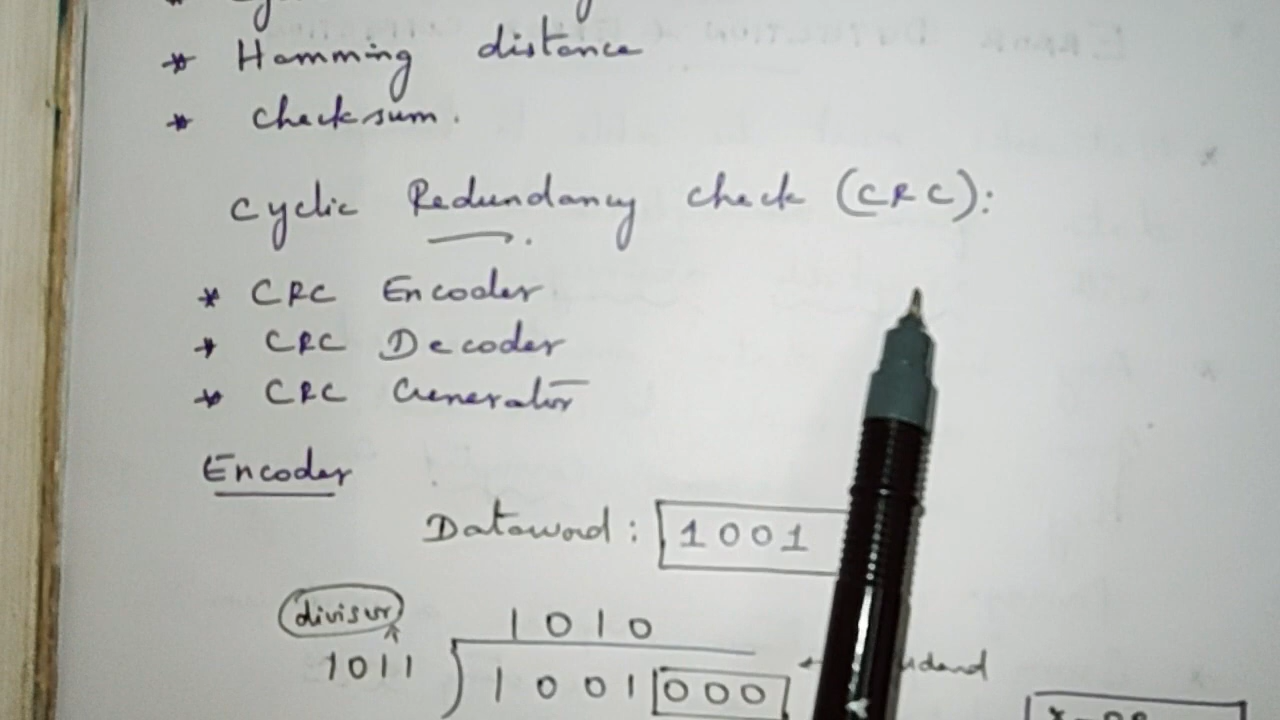 * Hamming distance
* checksum.
Cyclic Redundancy check (CRC):
* CRC Encoder
* CRC Decoder
* CRC Generator
Encoder
Dataword : 1001
divisor
1010
1011 ) 1001 000